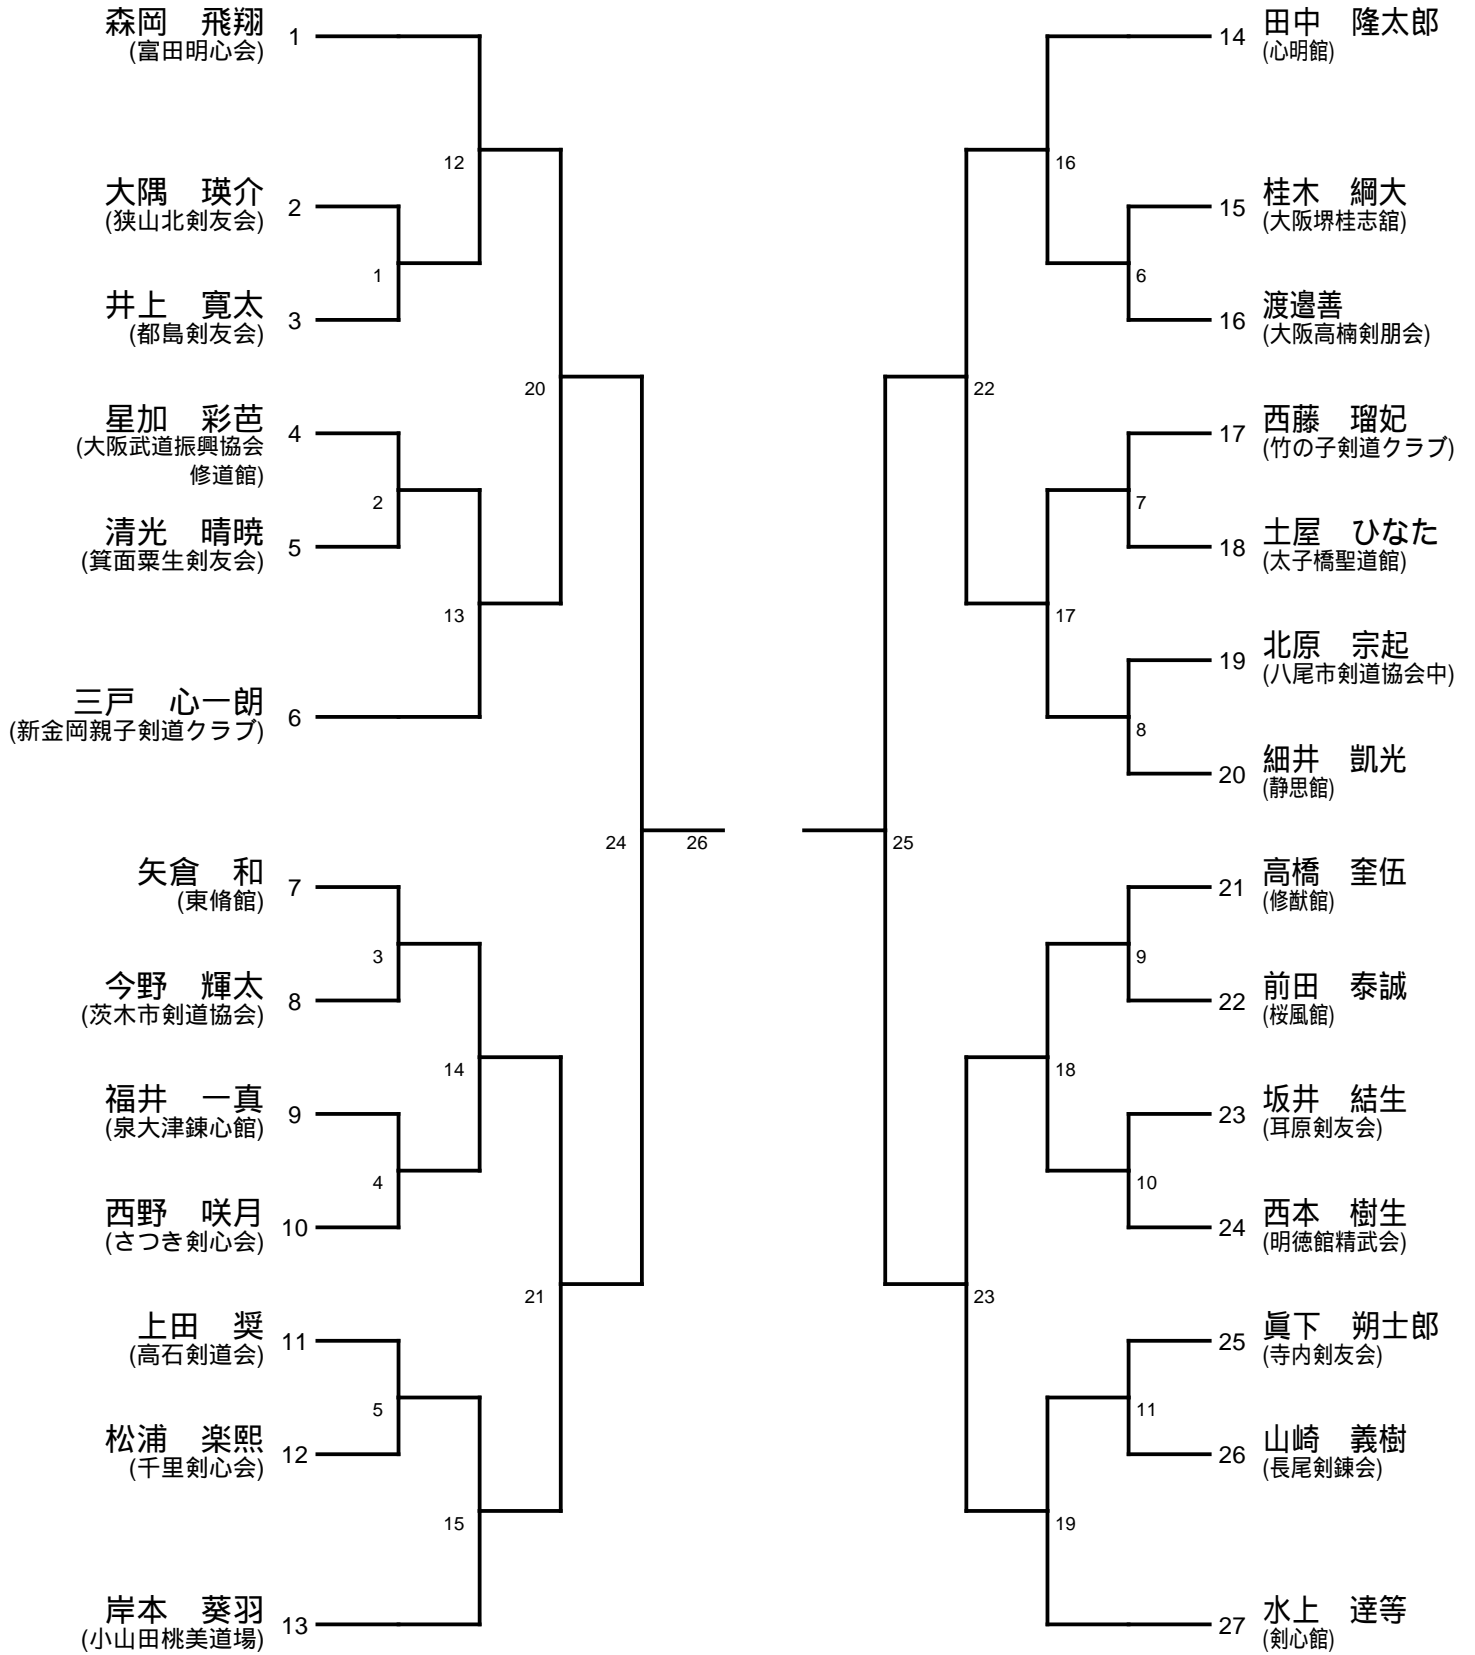 森岡　飛翔
(富田明心会)
1
12
大隅　瑛介
(狭山北剣友会)
2
1
井上　寛太
(都島剣友会)
3
20
星加　彩芭
(大阪武道振興協会
修道館)
4
2
清光　晴暁
(箕面粟生剣友会)
5
13
三戸　心一朗
(新金岡親子剣道クラブ)
6
24
26
矢倉　和
(東脩館)
7
3
今野　輝太
(茨木市剣道協会)
8
14
福井　一真
(泉大津錬心館)
9
4
西野　咲月
(さつき剣心会)
10
21
上田　奨
(高石剣道会)
11
5
松浦　楽熙
(千里剣心会)
12
15
岸本　葵羽
(小山田桃美道場)
13
14
田中　隆太郎
(心明館)
16
15
桂木　綱大
(大阪堺桂志舘)
6
16
渡邉善
(大阪高楠剣朋会)
22
17
西藤　瑠妃
(竹の子剣道クラブ)
7
18
土屋　ひなた
(太子橋聖道館)
17
19
北原　宗起
(八尾市剣道協会中)
8
20
細井　凱光
(静思館)
25
21
高橋　奎伍
(修猷館)
9
22
前田　泰誠
(桜風館)
18
23
坂井　結生
(耳原剣友会)
10
24
西本　樹生
(明徳館精武会)
23
25
眞下　朔士郎
(寺内剣友会)
11
26
山崎　義樹
(長尾剣錬会)
19
27
水上　達等
(剣心館)